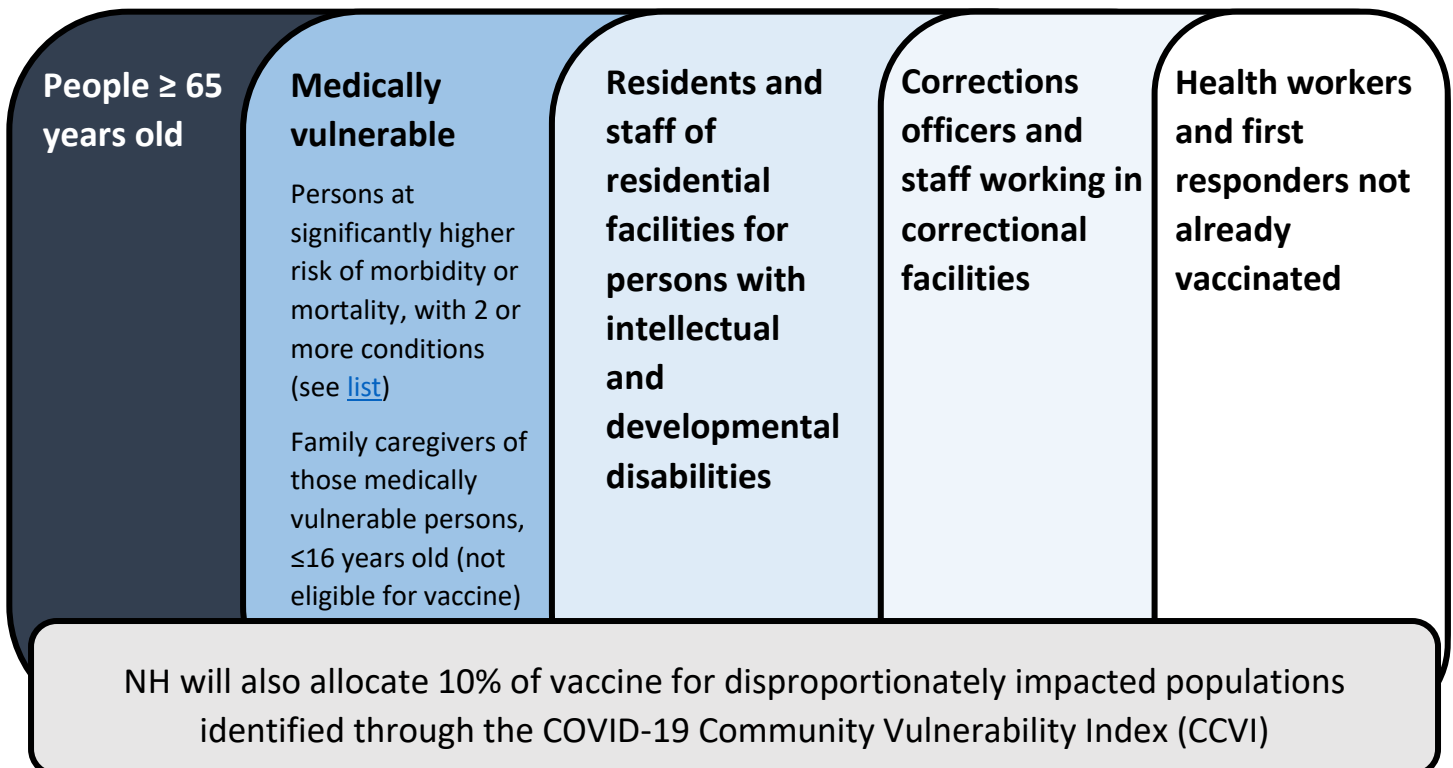 People ≥ 65
years old
Medically
vulnerable
Persons at
significantly higher
risk of morbidity or
mortality, with 2 or
more conditions
(see list)
Family caregivers of
those medically
vulnerable persons,
≤16 years old (not
eligible for vaccine)
Residents and
staff of
residential
facilities for
persons with
intellectual
and
developmental
disabilities
Corrections
officers and
staff working in
correctional
facilities
Health workers
and first
responders not
already
vaccinated
NH will also allocate 10% of vaccine for disproportionately impacted populations
identified through the COVID-19 Community Vulnerability Index (CCVI)